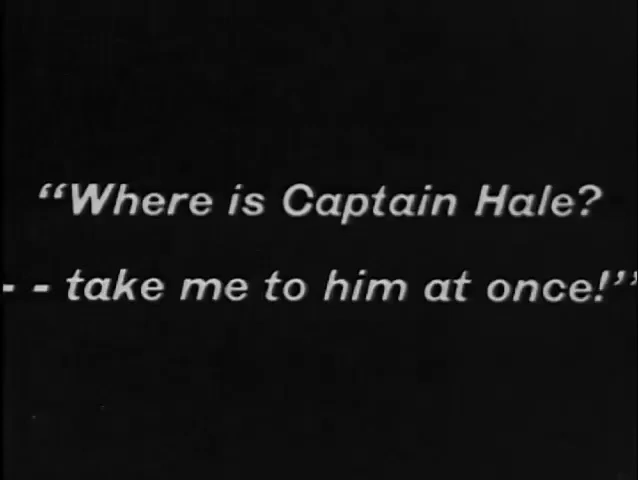 “Where is Captain Hale?
- - take me to him at once!”